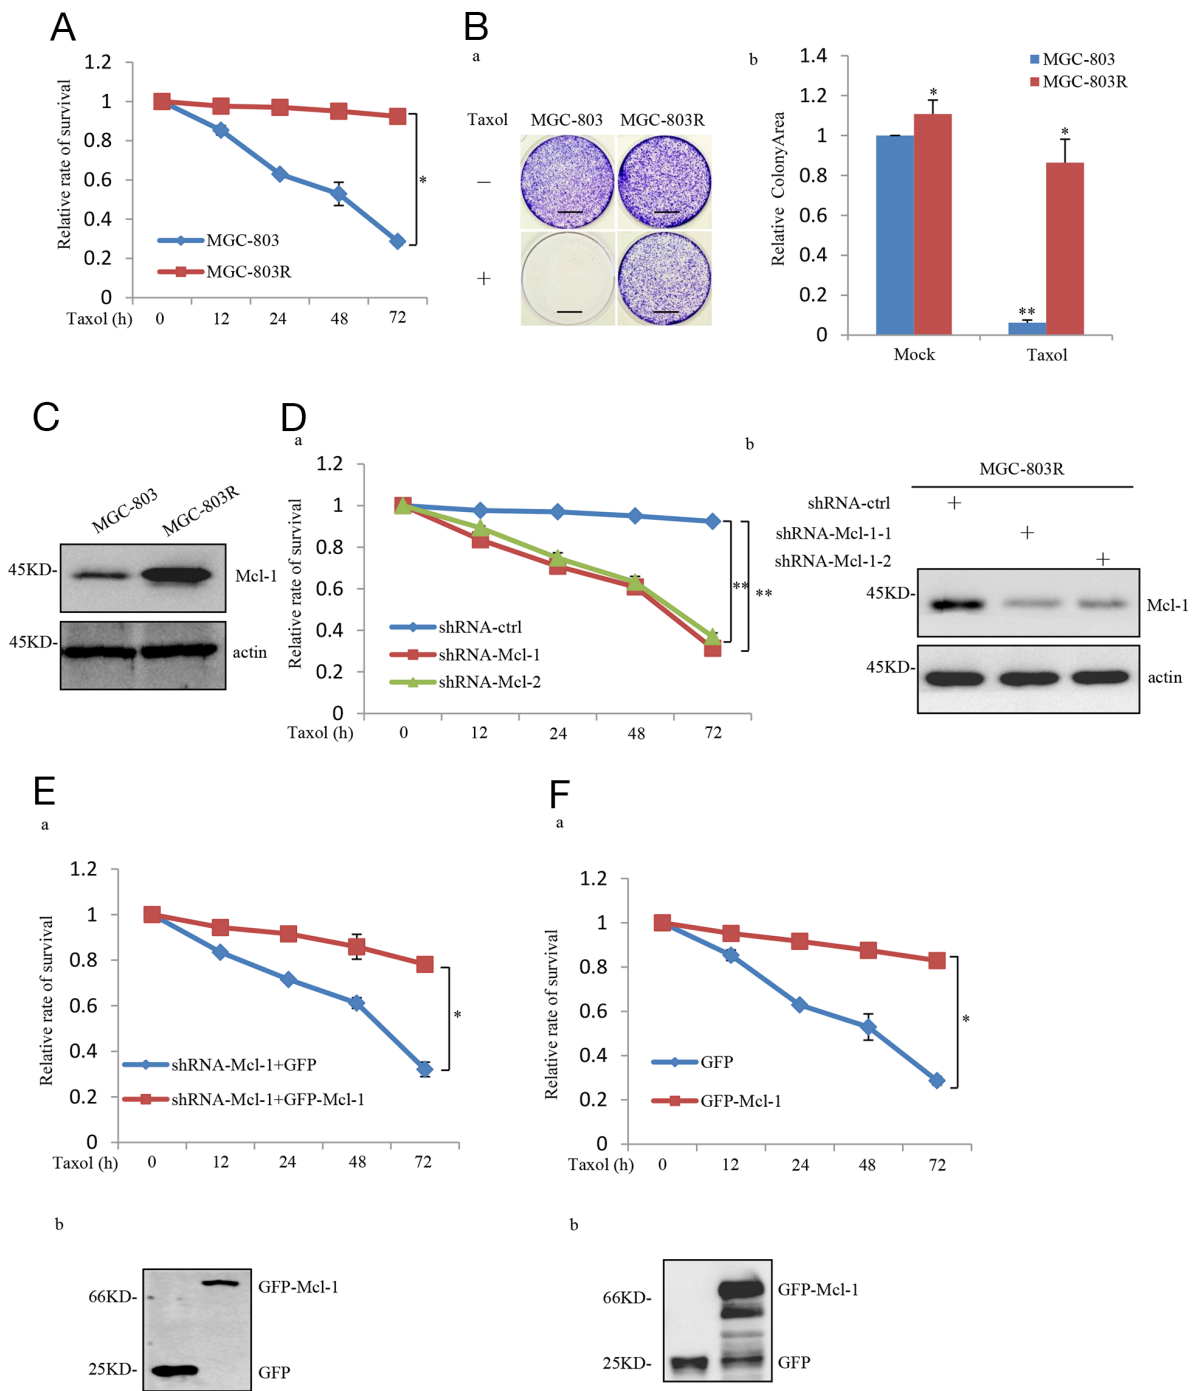 A
1.2
1
0.8
0.6
0.4
0.2
0
Relative rate of survival
MGC-803
MGC-803R
*
Taxol (h) 0 12 24 48 72
B
a
Taxol MGC-803 MGC-803R
−
+
b
1.4
1.2
1
0.8
0.6
0.4
0.2
0
Relative ColonyArea
MGC-803
MGC-803R
*
**
*
Mock Taxol
C
MGC-803 MGC-803R
45KD- Mcl-1
45KD- actin
D
a
1.2
1
0.8
0.6
0.4
0.2
0
Relative rate of survival
shRNA-ctrl
shRNA-Mcl-1
shRNA-Mcl-2
** **
Taxol (h) 0 12 24 48 72
b
MGC-803R
shRNA-ctrl +
shRNA-Mcl-1-1 +
shRNA-Mcl-1-2 +
45KD- Mcl-1
45KD- actin
E
a
1.2
1
0.8
0.6
0.4
0.2
0
Relative rate of survival
shRNA-Mcl-1+GFP
shRNA-Mcl-1+GFP-Mcl-1
*
Taxol (h) 0 12 24 48 72
b
66KD- GFP-Mcl-1
25KD- GFP
F
a
1.2
1
0.8
0.6
0.4
0.2
0
Relative rate of survival
GFP
GFP-Mcl-1
*
Taxol (h) 0 12 24 48 72
b
66KD- GFP-Mcl-1
25KD- GFP